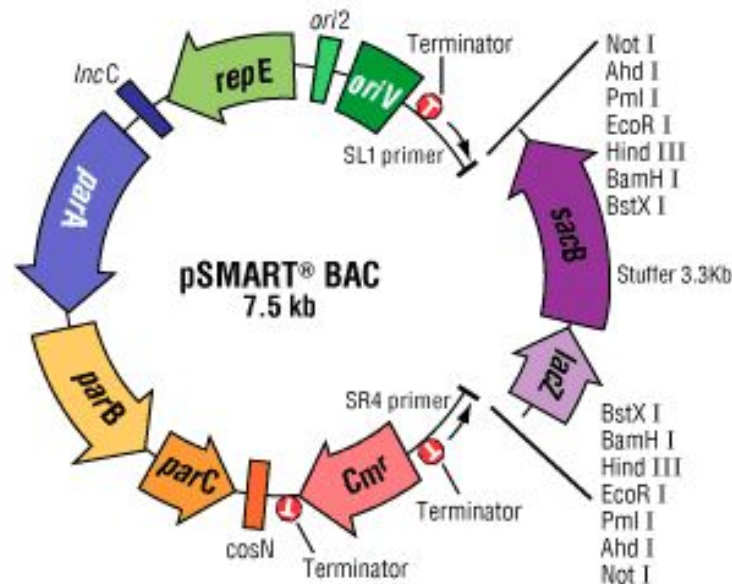 ori2
Terminator
Not I
Ahd I
Pml I
EcoR I
Hind III
BamH I
BstX I
IncC
repE
oriV
T
SL1 primer
parA
sacB
pSMART® BAC
7.5 kb
Stuffer 3.3Kb
lacZ
parB
SR4 primer
BstX I
BamH I
Hind III
EcoR I
Pml I
Ahd I
Not I
parC
Cmr
T
T
Terminator
cosN
Terminator